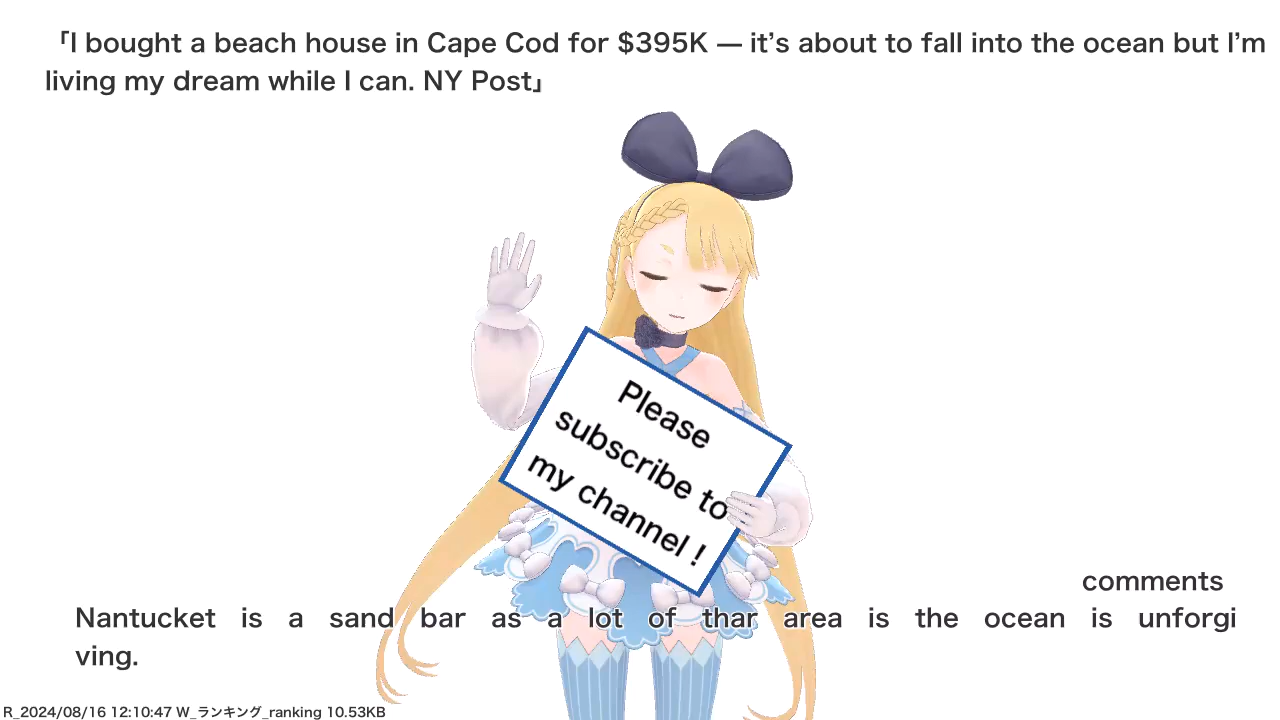 「I bought a beach house in Cape Cod for $395K — it’s about to fall into the ocean but I’m
living my dream while I can. NY Post」
Please
subscribe to
my channel !
comments
Nantucket is a sand bar as a lot of thar area is the ocean is unforgi
ving.
R_2024/08/16 12:10:47 W_ランキング_ranking 10.53KB